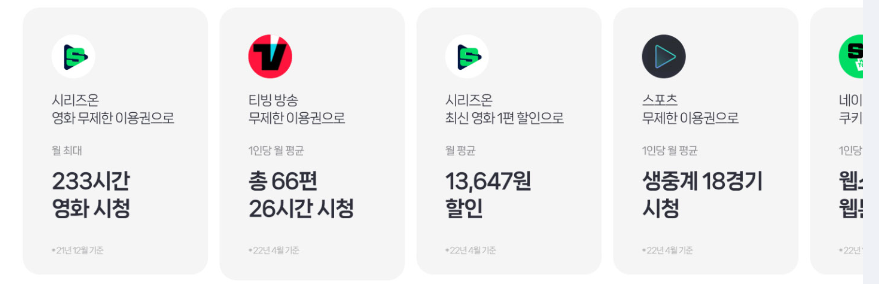 시리즈온
영화 무제한 이용권으로
월 최대
233시간
영화 시청
*21년 12월 기준
티빙 방송
무제한 이용권으로
1인당 월 평균
총 66편
26시간 시청
*22년 4월 기준
시리즈온
최신 영화 1편 할인으로
월 평균
13,647원
할인
*22년 4월 기준
스포츠
무제한 이용권으로
1인당 월 평균
생중계 18경기
시청
*22년 4월 기준
네이
쿠키
1인당
*22년